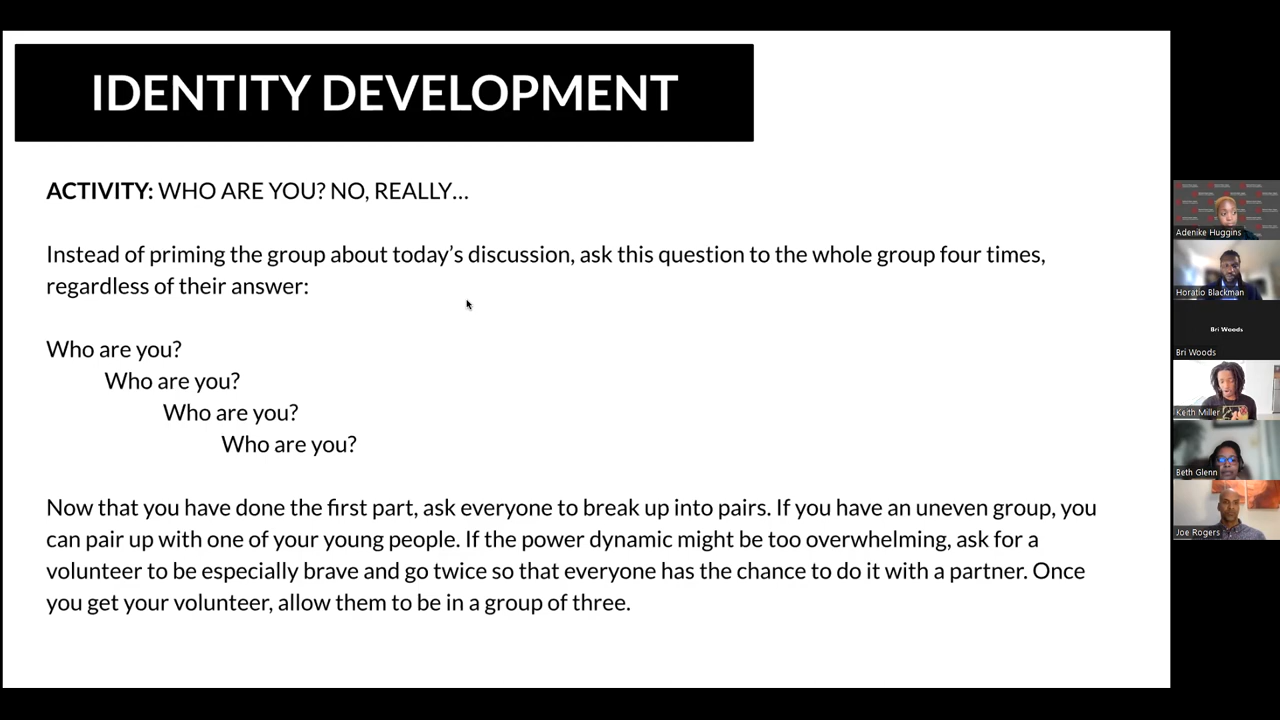 IDENTITY DEVELOPMENT
ACTIVITY: WHO ARE YOU? NO, REALLY...
Instead of priming the group about today's discussion, ask this question to the whole group four times,
regardless of their answer:
Who are you?
Who are you?
Who are you?
Who are you?
Now that you have done the first part, ask everyone to break up into pairs. If you have an uneven group, you
can pair up with one of your young people. If the power dynamic might be too overwhelming, ask for a
volunteer to be especially brave and go twice so that everyone has the chance to do it with a partner. Once
you get your volunteer, allow them to be in a group of three.
Adenike Huggins
Horatio Blackman
Bri Woods
Bri Woods
Keith Miller
Beth Glenn
Joe Rogers